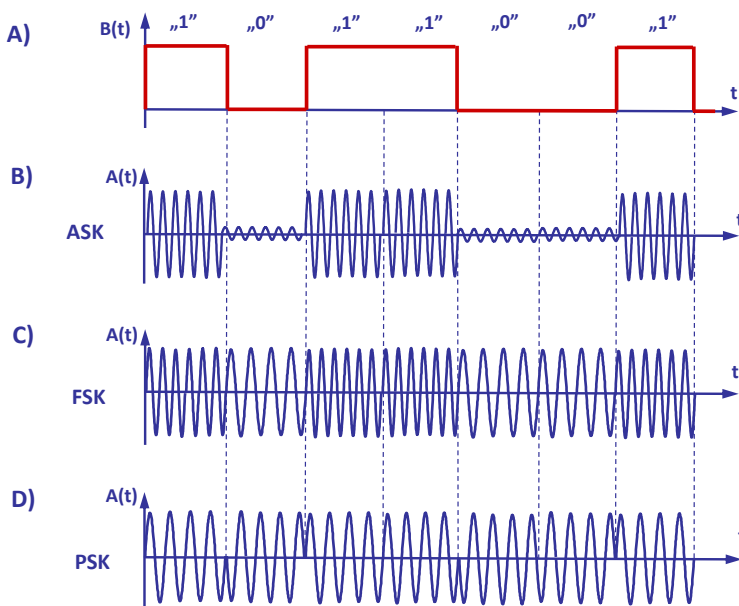 A) B(t) „1” „0” „1” „1” „0” „0” „1”
t
B) A(t)
ASK t
C) A(t)
t
FSK
D) A(t)
PSK